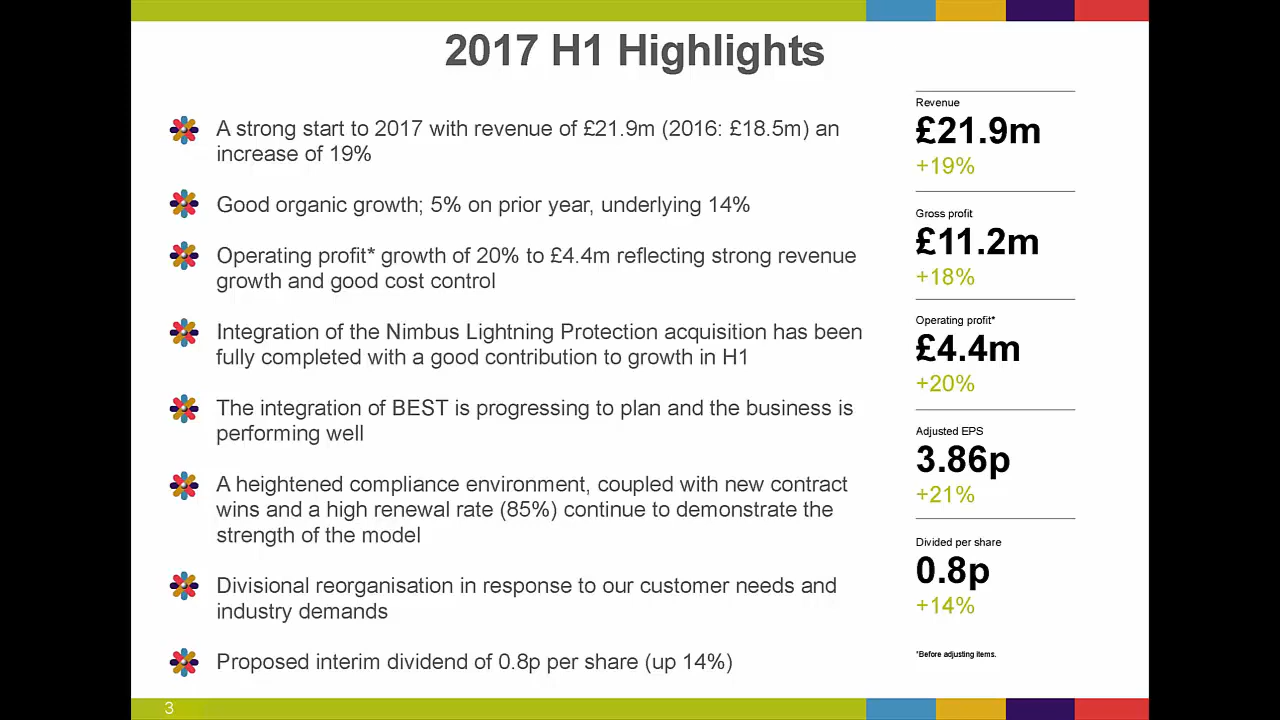 2017 H1 Highlights
A strong start to 2017 with revenue of £21.9m (2016: £18.5m) an
increase of 19%
Good organic growth; 5% on prior year, underlying 14%
Operating profit* growth of 20% to £4.4m reflecting strong revenue
growth and good cost control
Integration of the Nimbus Lightning Protection acquisition has been
fully completed with a good contribution to growth in H1
The integration of BEST is progressing to plan and the business is
performing well
A heightened compliance environment, coupled with new contract
wins and a high renewal rate (85%) continue to demonstrate the
strength of the model
Divisional reorganisation in response to our customer needs and
industry demands
Proposed interim dividend of 0.8p per share (up 14%)
Revenue
£21.9m
+19%
Gross profit
£11.2m
+18%
Operating profit*
£4.4m
+20%
Adjusted EPS
3.86p
+21%
Divided per share
0.8p
+14%
*Before adjusting items.
3